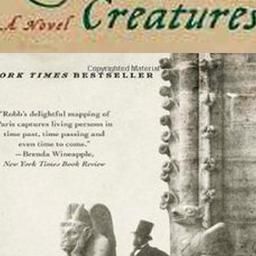 A Novel Creatures
Copyrighted Material
ORK TIMES BESTSELLER
"Robb's delightful mapping of
Paris captures living persons in
time past, time passing and
even time to come."
—Brenda Wineapple,
New York Times Book Review